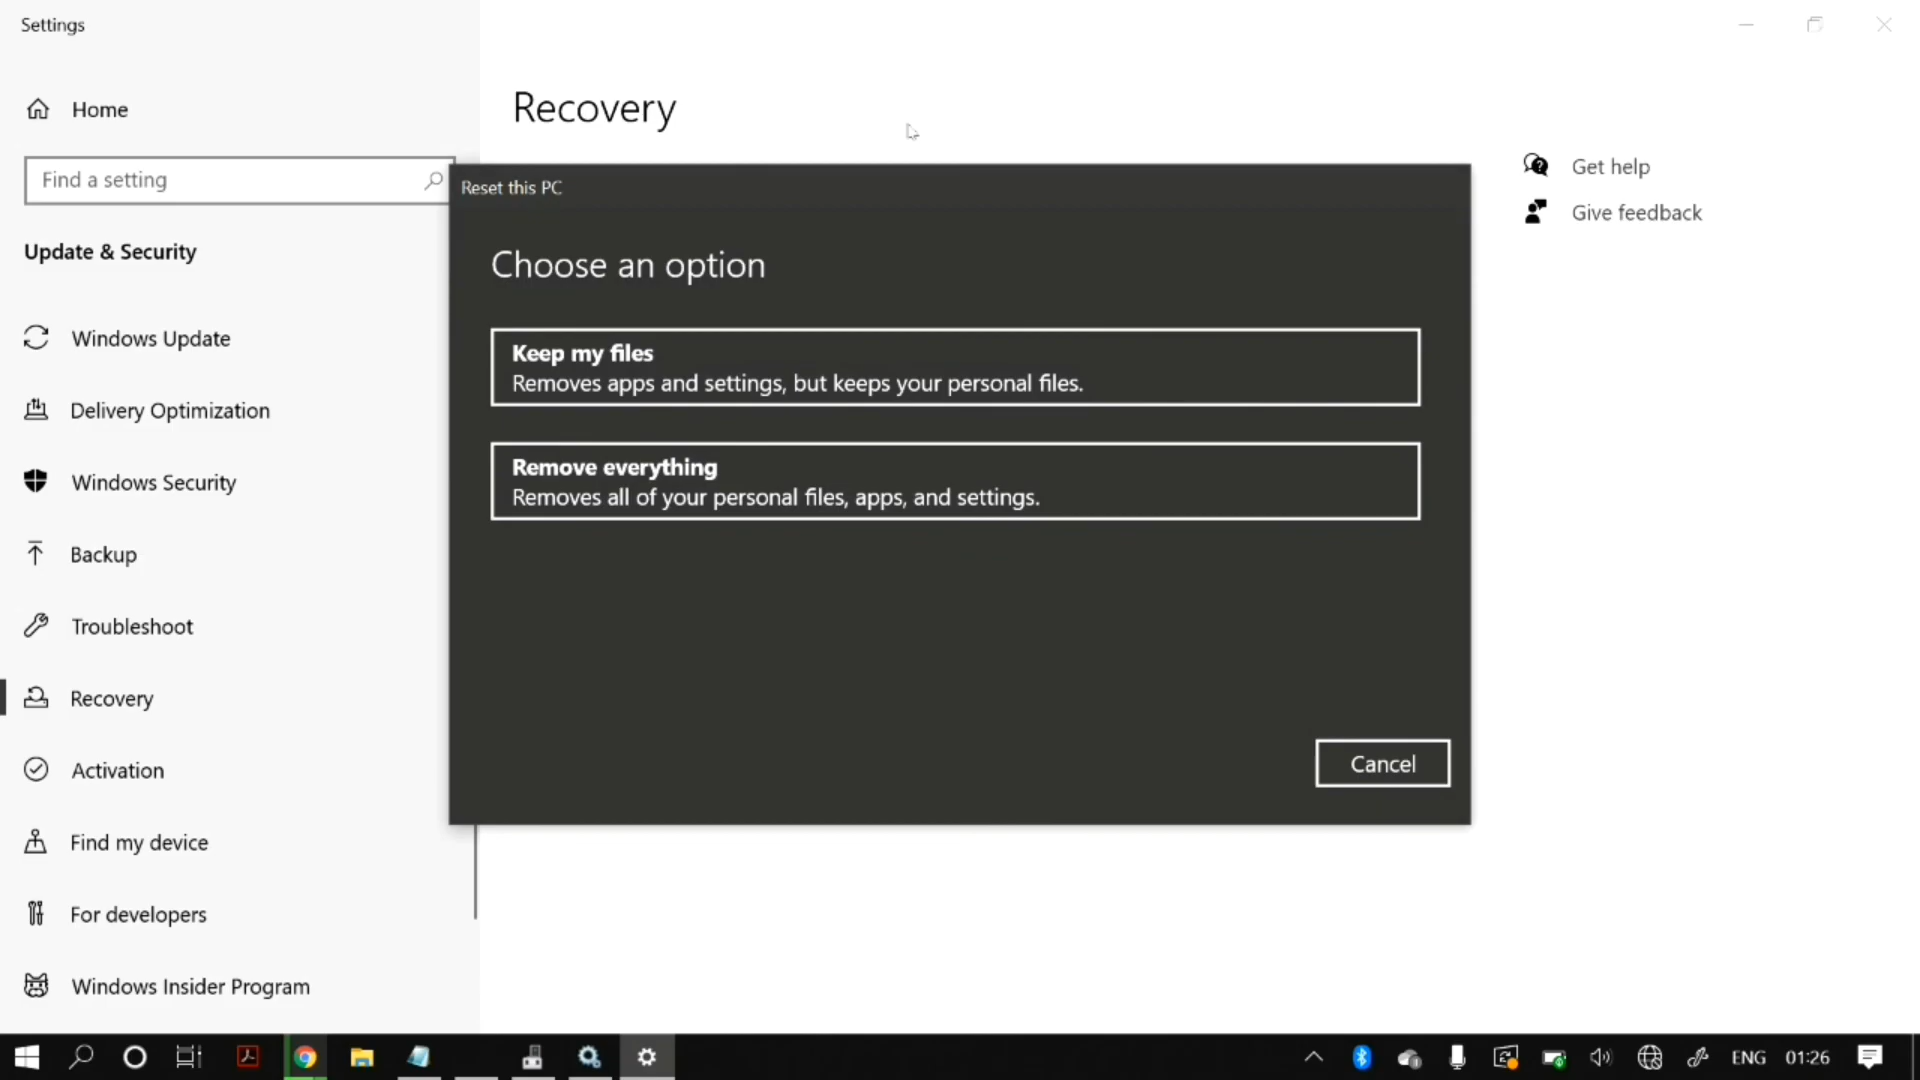 Settings
Home
Find a setting
Update & Security
Windows Update
Delivery Optimization
Windows Security
Backup
Troubleshoot
Recovery
Activation
Find my device
For developers
Windows Insider Program
Recovery
Reset this PC
Choose an option
Keep my files
Removes apps and settings, but keeps your personal files.
Remove everything
Removes all of your personal files, apps, and settings.
Cancel
Get help
Give feedback
ENG 01:26